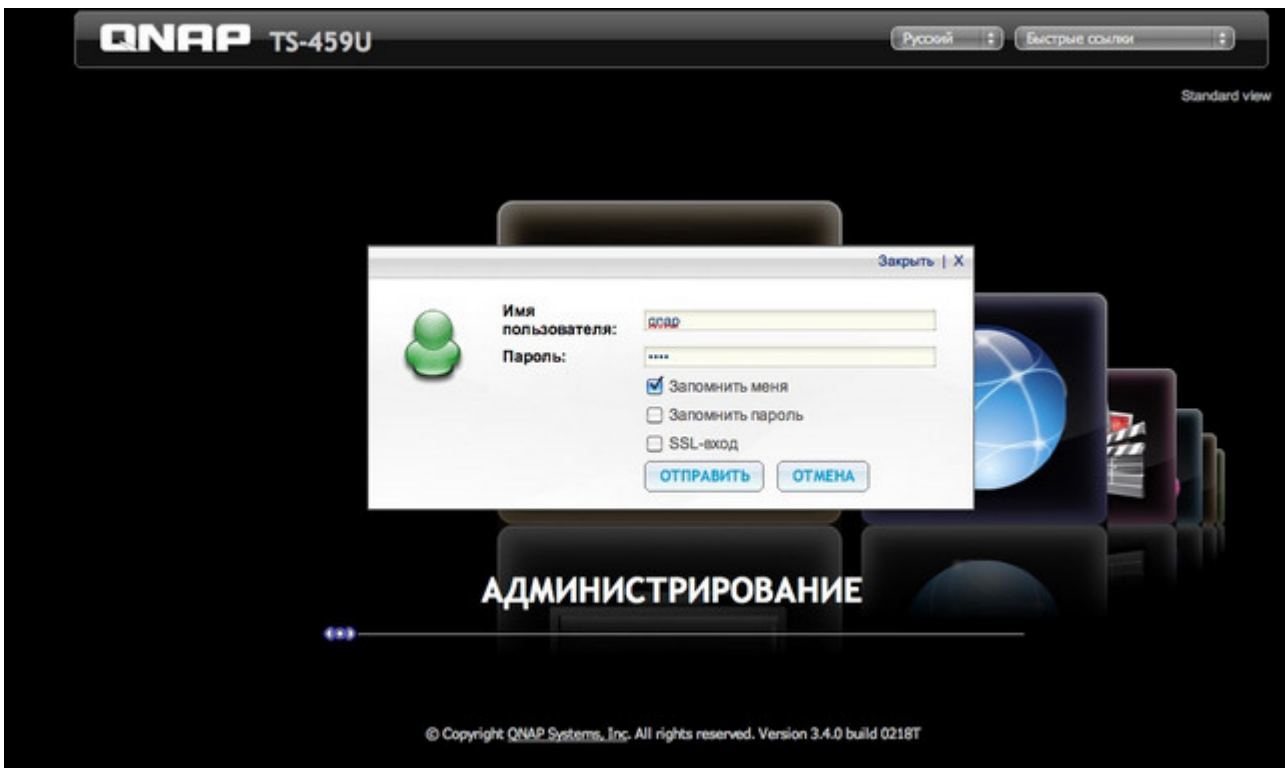 QNAP TS-459U
Русский
Быстрые ссылки
Standard view
Закрыть | X
Имя
пользователя:
qnap
Пароль:
••••
Запомнить меня
Запомнить пароль
SSL-вход
ОТПРАВИТЬ
ОТМЕНА
АДМИНИСТРИРОВАНИЕ
© Copyright QNAP Systems, Inc. All rights reserved. Version 3.4.0 build 0218T